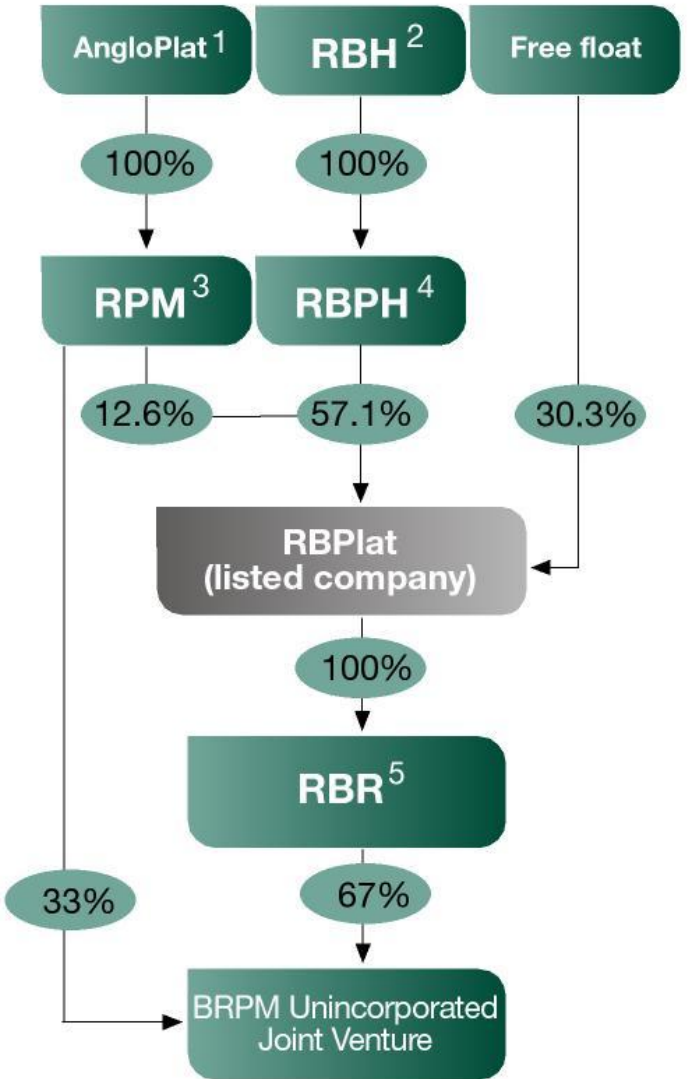 AngloPlat 1
RBH 2
Free float
100%
100%
RPM 3
RBPH 4
12.6%
57.1%
30.3%
RBPlat
(listed company)
100%
RBR 5
33%
67%
BRPM Unincorporated
Joint Venture